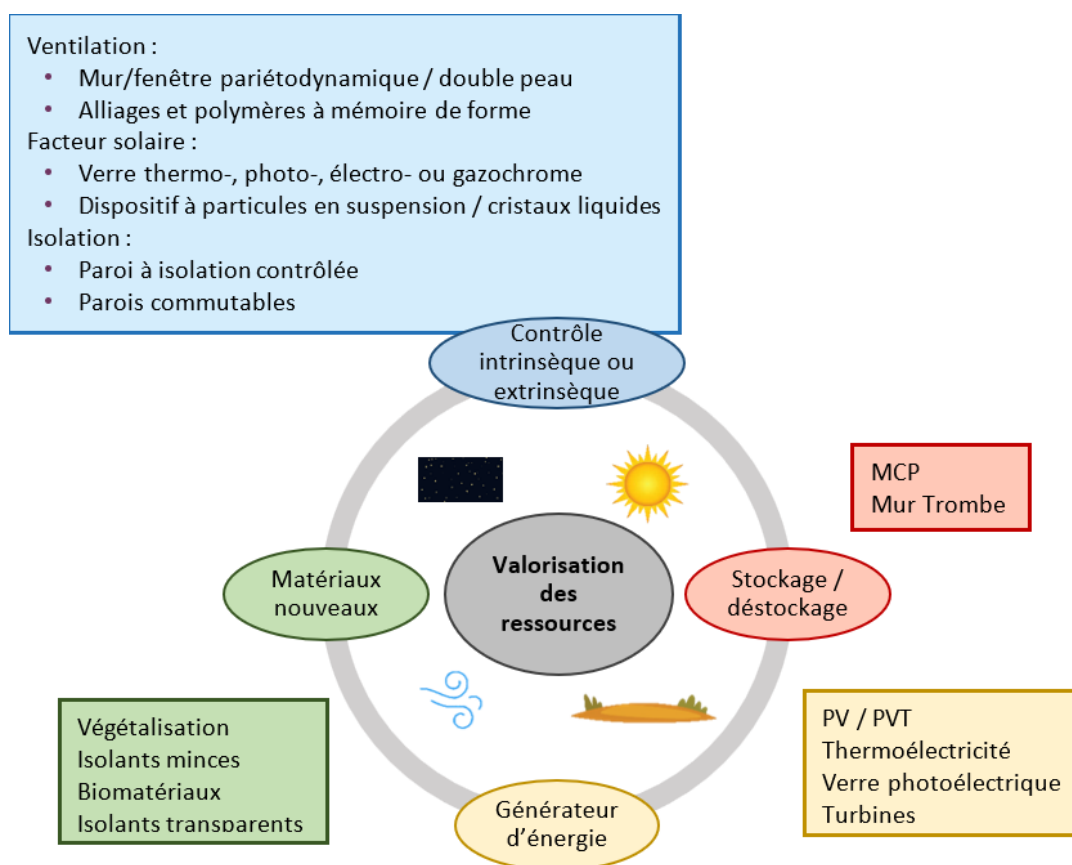 Ventilation :
• Mur/fenêtre pariétodynamique / double peau
• Alliages et polymères à mémoire de forme
Facteur solaire :
• Verre thermo-, photo-, électro- ou gazochrome
• Dispositif à particules en suspension / cristaux liquides
Isolation :
• Paroi à isolation contrôlée
• Parois commutables
Contrôle
intrinsèque ou
extrinsèque
MCP
Mur Trombe
Matériaux
nouveaux
Valorisation
des
ressources
Stockage /
déstockage
Végétalisation
Isolants minces
Biomatériaux
Isolants transparents
Générateur
d'énergie
PV / PVT
Thermoélectricité
Verre photoélectrique
Turbines